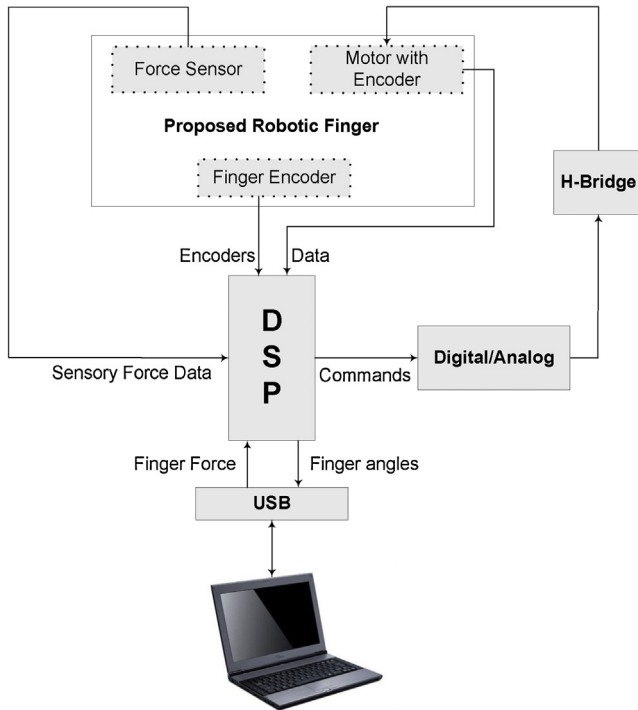 Force Sensor
Motor with
Encoder
Proposed Robotic Finger
Finger Encoder
H-Bridge
Encoders
Data
D
S
P
Sensory Force Data
Commands
Digital/Analog
Finger Force
Finger angles
USB